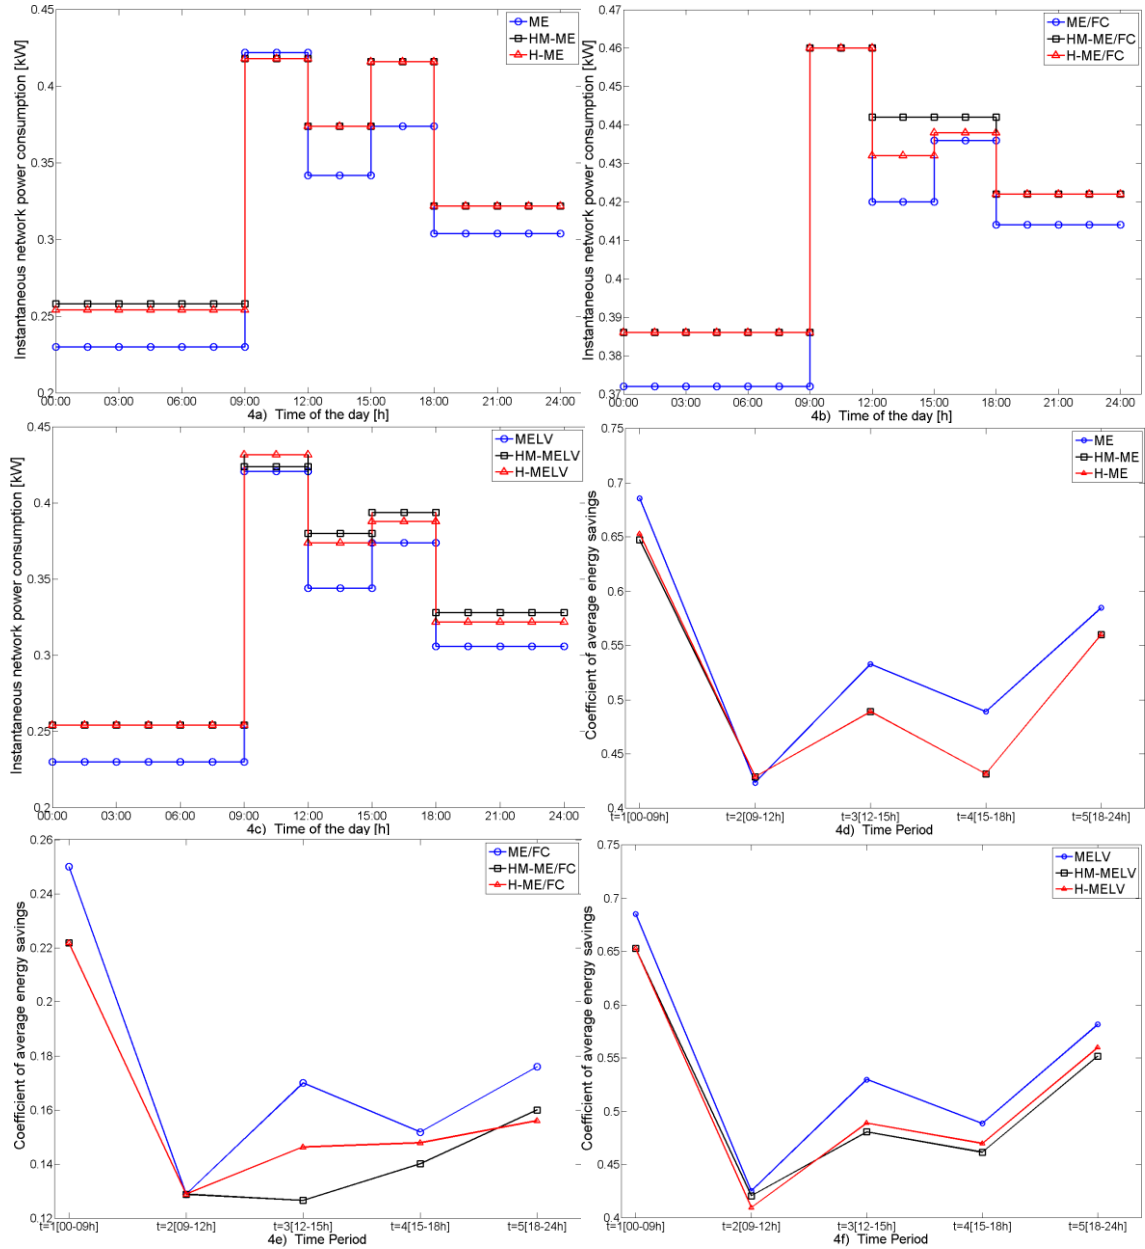 Instantaneous network power consumption [kW]
0.45
0.4
0.35
0.3
0.25
0.2
ME
HM-ME
H-ME
00:00 03:00 06:00 09:00 12:00 15:00 18:00 21:00 24:00
4a) Time of the day [h]
Instantaneous network power consumption [kW]
0.47
0.46
0.45
0.44
0.43
0.42
0.41
0.4
0.39
0.38
0.37
ME/FC
HM-ME/FC
H-ME/FC
00:00 03:00 06:00 09:00 12:00 15:00 18:00 21:00 24:00
4b) Time of the day [h]
Instantaneous network power consumption [kW]
0.45
0.4
0.35
0.3
0.25
0.2
MELV
HM-MELV
H-MELV
00:00 03:00 06:00 09:00 12:00 15:00 18:00 21:00 24:00
4c) Time of the day [h]
Coefficient of average energy savings
0.75
0.7
0.65
0.6
0.55
0.5
0.45
0.4
ME
HM-ME
H-ME
t=1[00-09h] t=2[09-12h] t=3[12-15h] t=4[15-18h] t=5[18-24h]
4d) Time Period
Coefficient of average energy savings
0.26
0.24
0.22
0.2
0.18
0.16
0.14
0.12
ME/FC
HM-ME/FC
H-ME/FC
t=1[00-09h] t=2[09-12h] t=3[12-15h] t=4[15-18h] t=5[18-24h]
4e) Time Period
Coefficient of average energy savings
0.75
0.7
0.65
0.6
0.55
0.5
0.45
0.4
MELV
HM-MELV
H-MELV
t=1[00-09h] t=2[09-12h] t=3[12-15h] t=4[15-18h] t=5[18-24h]
4f) Time Period